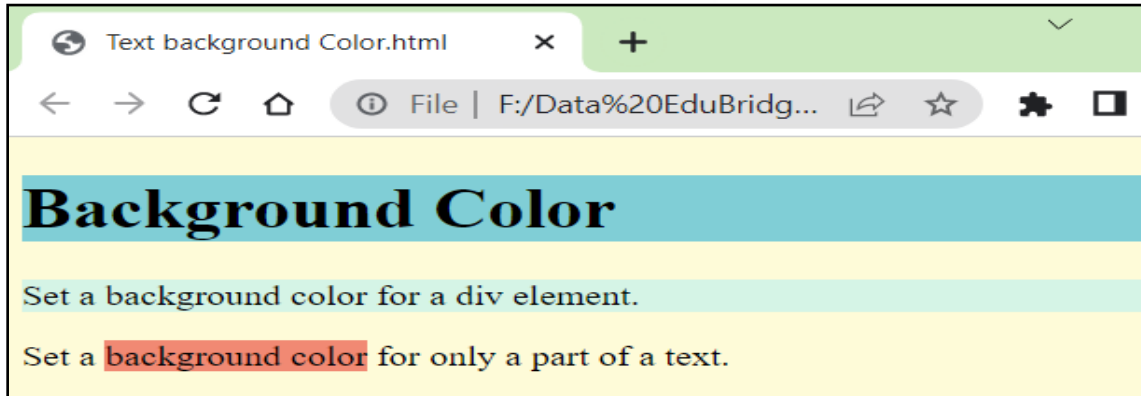 Text background Color.html
File | F:/Data%20EduBridg...
Background Color
Set a background color for a div element.
Set a background color for only a part of a text.